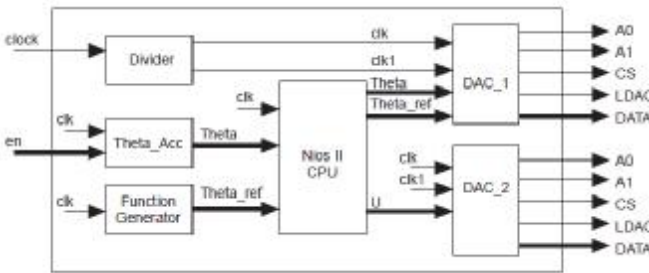 clock
Divider
clk
clk1
DAC_1
A0
A1
CS
LDAC
DATA
clk
en
Theta_Acc
Theta
clk
Nios II
CPU
Theta
Theta_ref
clk
Function
Generator
Theta_ref
U
clk
clk1
DAC_2
A0
A1
CS
LDAC
DATA